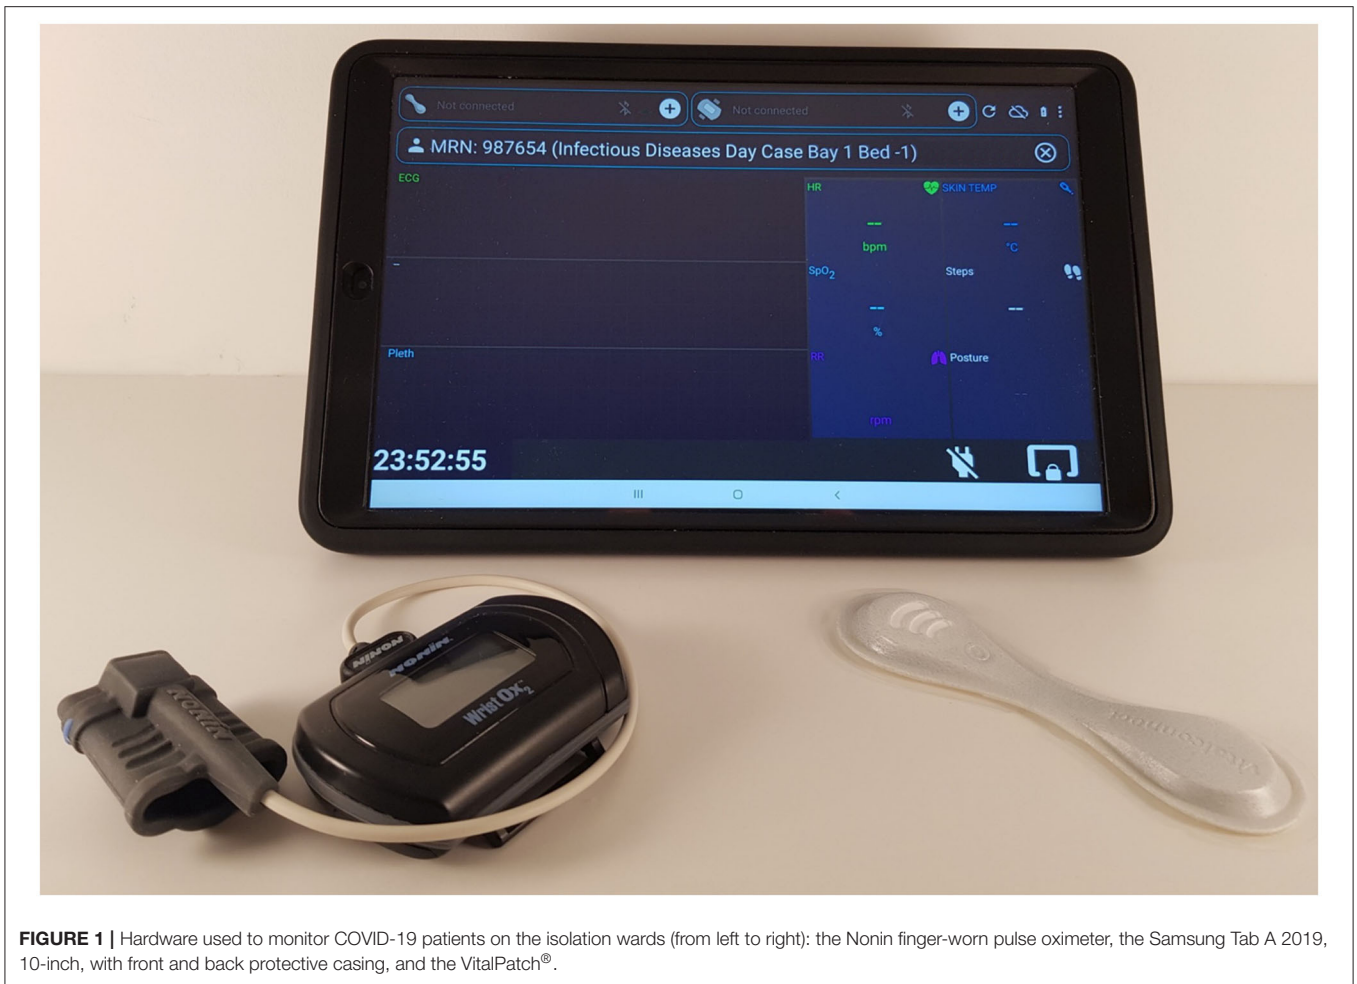 Not connected
Not connected
MRN: 987654 (Infectious Diseases Day Case Bay 1 Bed -1)
ECG
HR
SKIN TEMP
--
--
bpm
°C
SpO2
Steps
--
--
%
Pleth
RR
Posture
--
rpm
23:52:55
NONIN
NONIN
WristOx2™
NONIN
vitalconnect
FIGURE 1 | Hardware used to monitor COVID-19 patients on the isolation wards (from left to right): the Nonin finger-worn pulse oximeter, the Samsung Tab A 2019,
10-inch, with front and back protective casing, and the VitalPatch®.